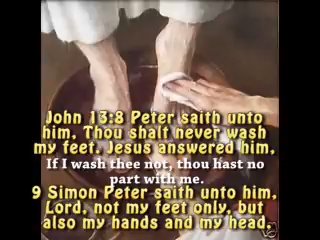 John 13:8 Peter saith unto
him, Thou shalt never wash
my feet. Jesus answered him,
If I wash thee not, thou hast no
part with me.
9 Simon Peter saith unto him,
Lord, not my feet only, but
also my hands and my head.